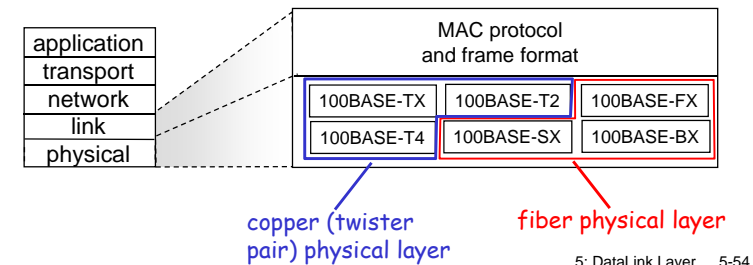 application
transport
network
link
physical
MAC protocol
and frame format
100BASE-TX 100BASE-T2 100BASE-FX
100BASE-T4 100BASE-SX 100BASE-BX
copper (twister
pair) physical layer
fiber physical layer
5: DataLink Layer 5-54